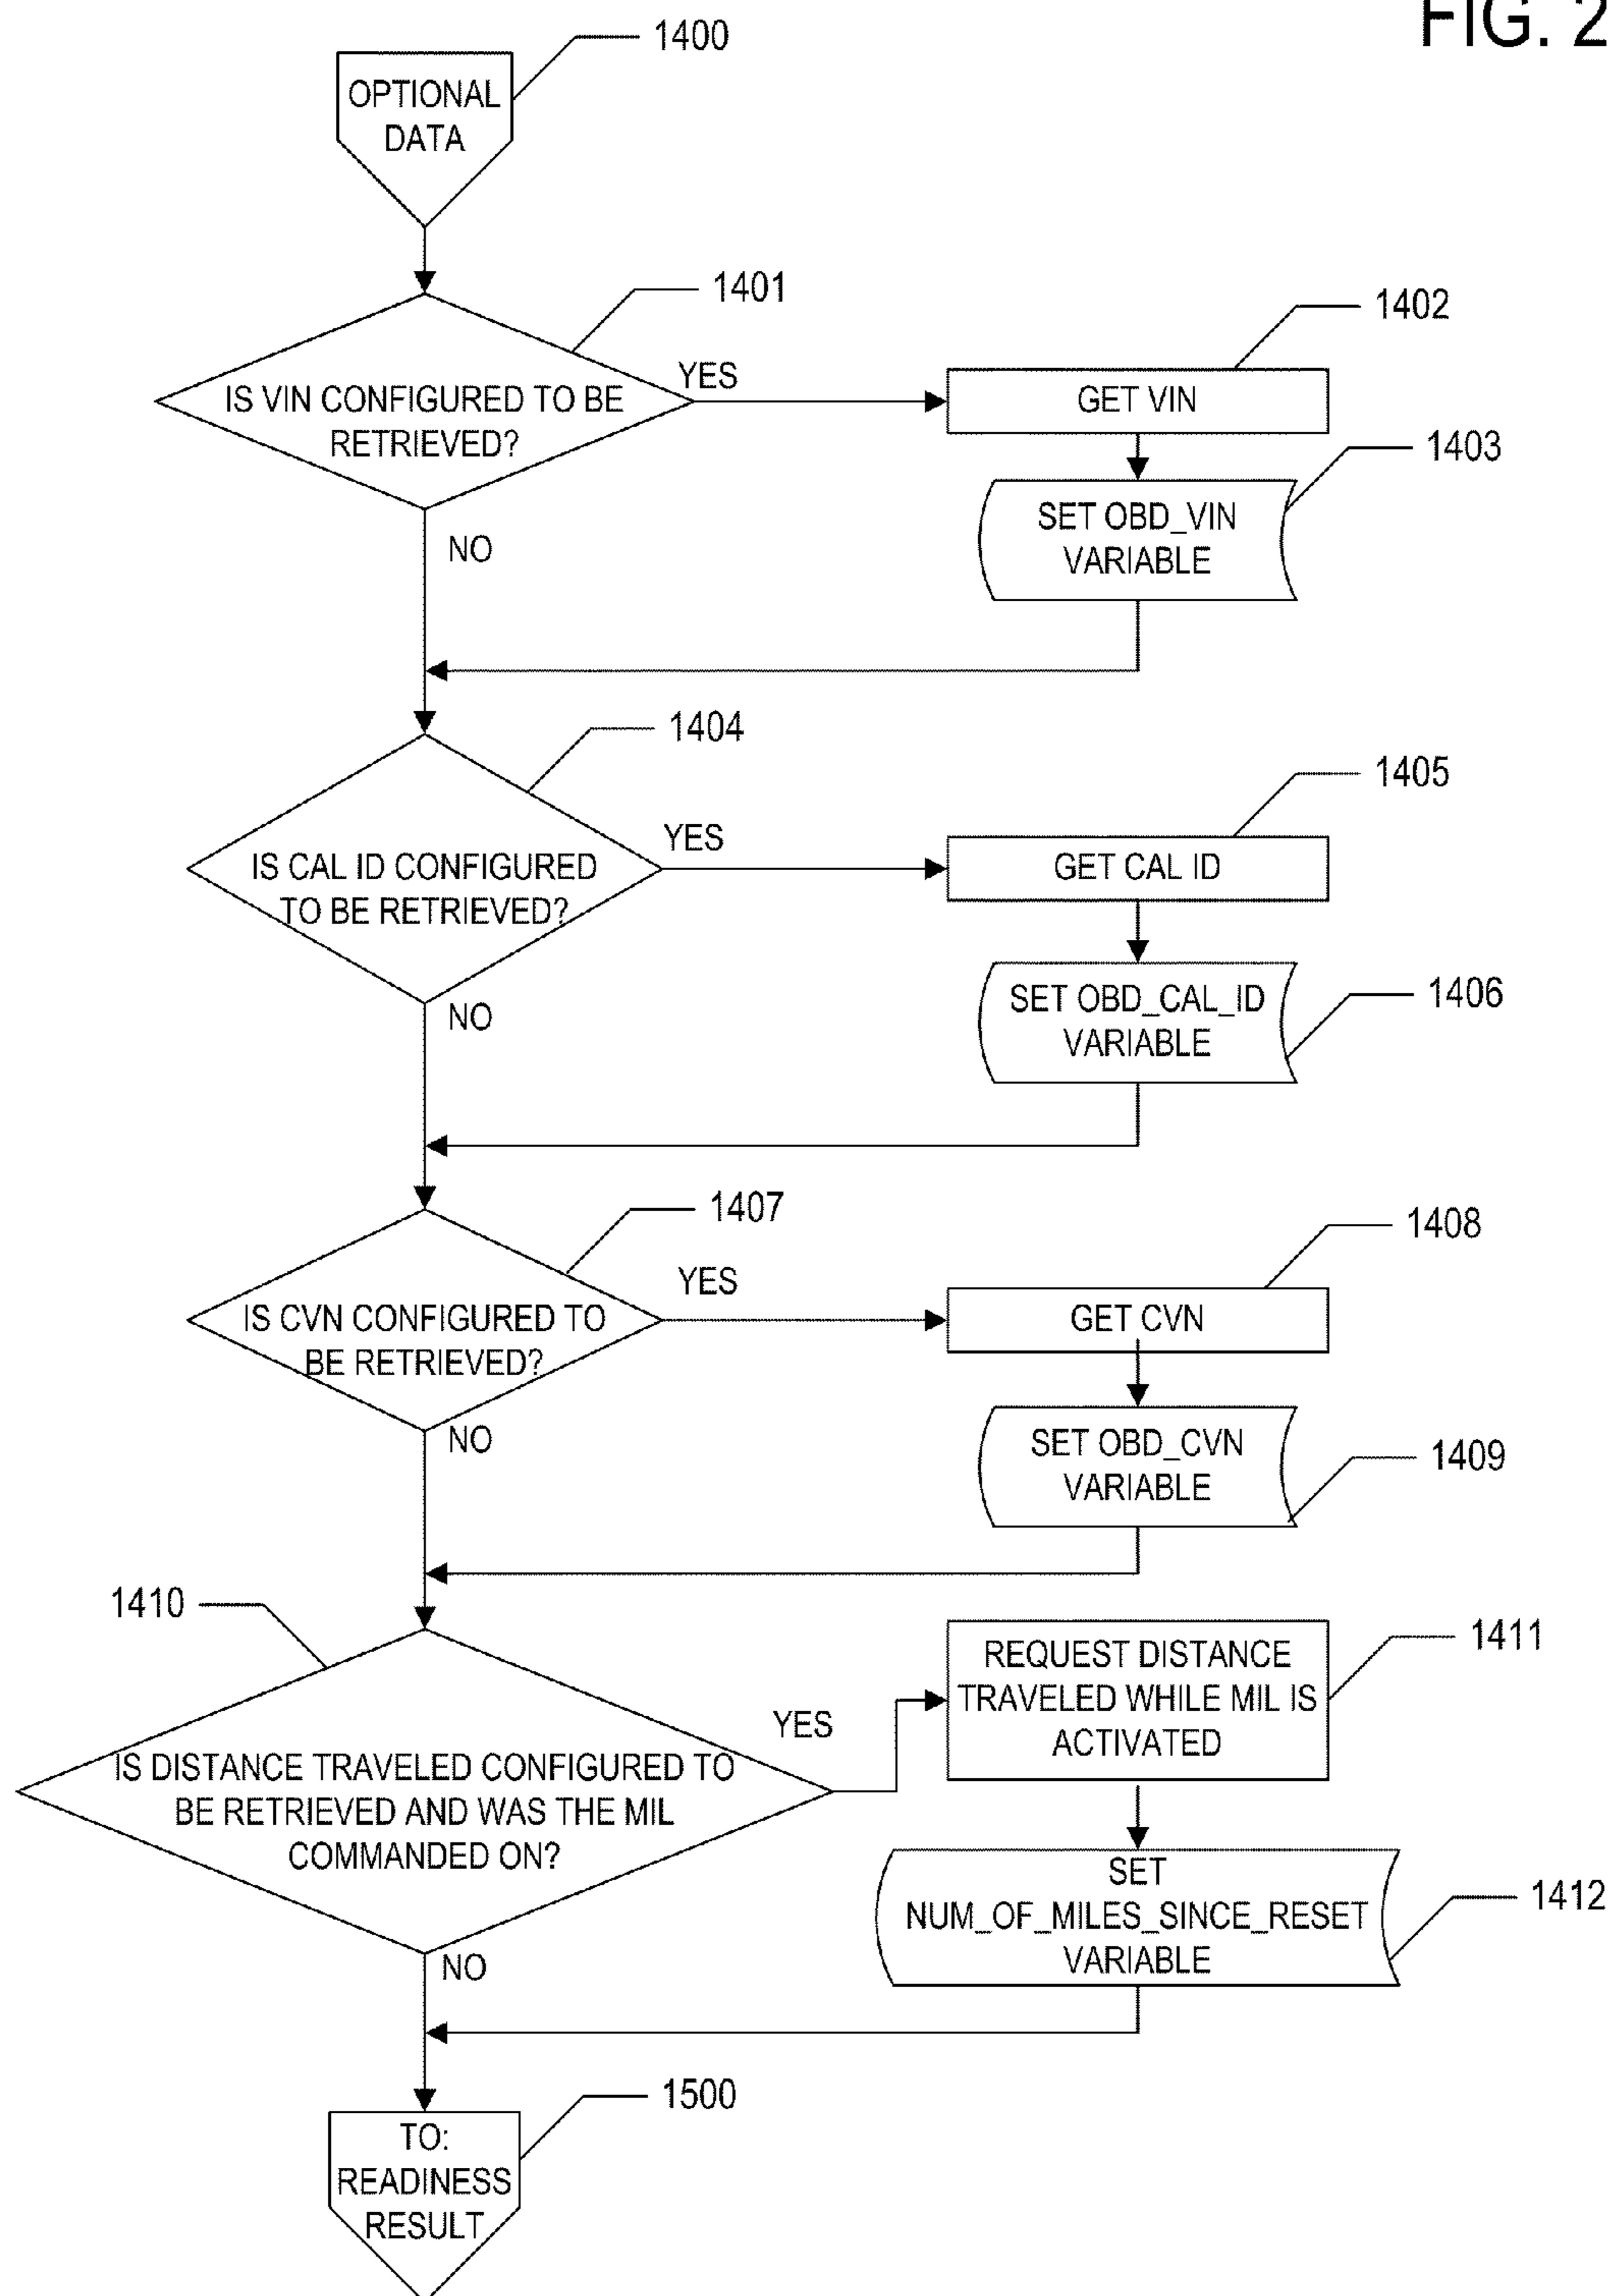 FIG. 2
1400
OPTIONAL
DATA
1401
IS VIN CONFIGURED TO BE
RETRIEVED?
YES
NO
1402
GET VIN
1403
SET OBD_VIN
VARIABLE
1404
IS CAL ID CONFIGURED
TO BE RETRIEVED?
YES
NO
1405
GET CAL ID
1406
SET OBD_CAL_ID
VARIABLE
1407
IS CVN CONFIGURED TO
BE RETRIEVED?
YES
NO
1408
GET CVN
1409
SET OBD_CVN
VARIABLE
1410
IS DISTANCE TRAVELED CONFIGURED TO
BE RETRIEVED AND WAS THE MIL
COMMANDED ON?
YES
NO
1411
REQUEST DISTANCE
TRAVELED WHILE MIL IS
ACTIVATED
1412
SET
NUM_OF_MILES_SINCE_RESET
VARIABLE
1500
TO:
READINESS
RESULT